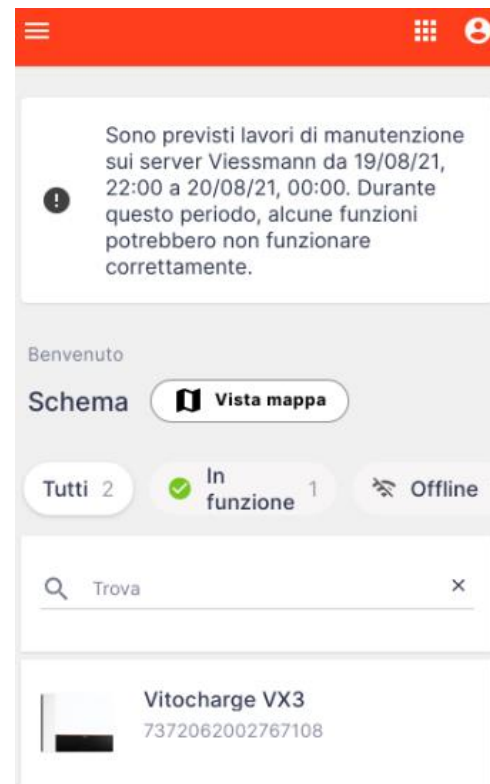 Sono previsti lavori di manutenzione
sui server Viessmann da 19/08/21,
22:00 a 20/08/21, 00:00. Durante
questo periodo, alcune funzioni
potrebbero non funzionare
correttamente.
Benvenuto
Schema Vista mappa
Tutti 2 In funzione 1 Offline
Trova
Vitocharge VX3
7372062002767108